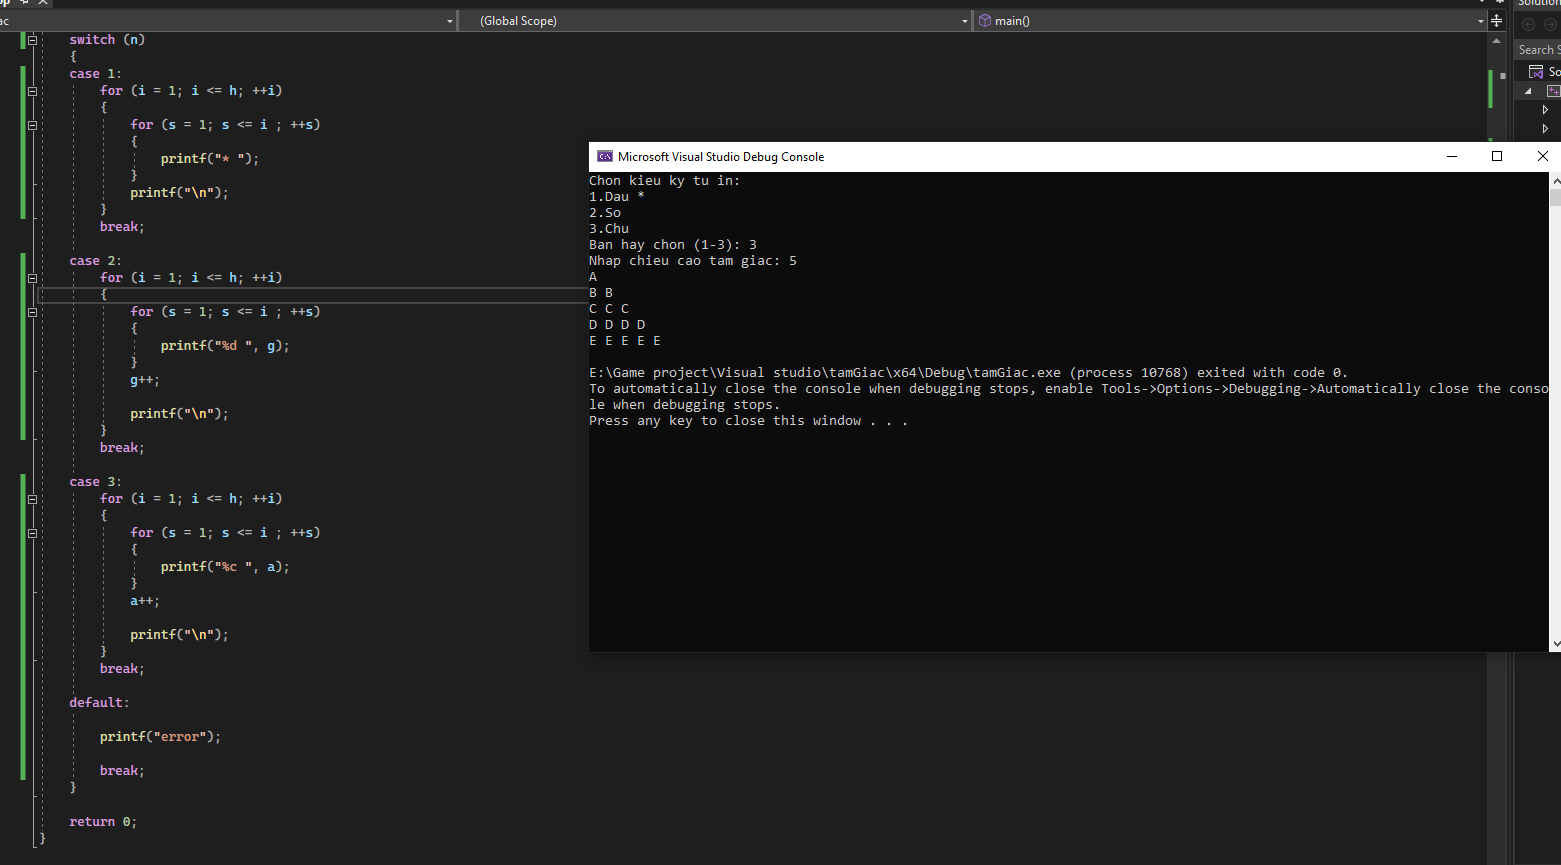 (Global Scope)
main()
Search S
switch (n)
{
case 1:
for (i = 1; i <= h; ++i)
{
for (s = 1; s <= i ; ++s)
{
printf("* ");
}
printf("\n");
}
break;
case 2:
for (i = 1; i <= h; ++i)
{
for (s = 1; s <= i ; ++s)
{
printf("%d ", g);
}
g++;
printf("\n");
}
break;
case 3:
for (i = 1; i <= h; ++i)
{
for (s = 1; s <= i ; ++s)
{
printf("%c ", a);
}
a++;
printf("\n");
}
break;
default:
printf("error");
break;
}
return 0;
}
Microsoft Visual Studio Debug Console
Chon kieu ky tu in:
1.Dau *
2.So
3.Chu
Ban hay chon (1-3): 3
Nhap chieu cao tam giac: 5
A
B B
C C C
D D D D
E E E E E
E:\Game project\Visual studio\tamGiac\x64\Debug\tamGiac.exe (process 10768) exited with code 0.
To automatically close the console when debugging stops, enable Tools->Options->Debugging->Automatically close the conso
le when debugging stops.
Press any key to close this window . . .